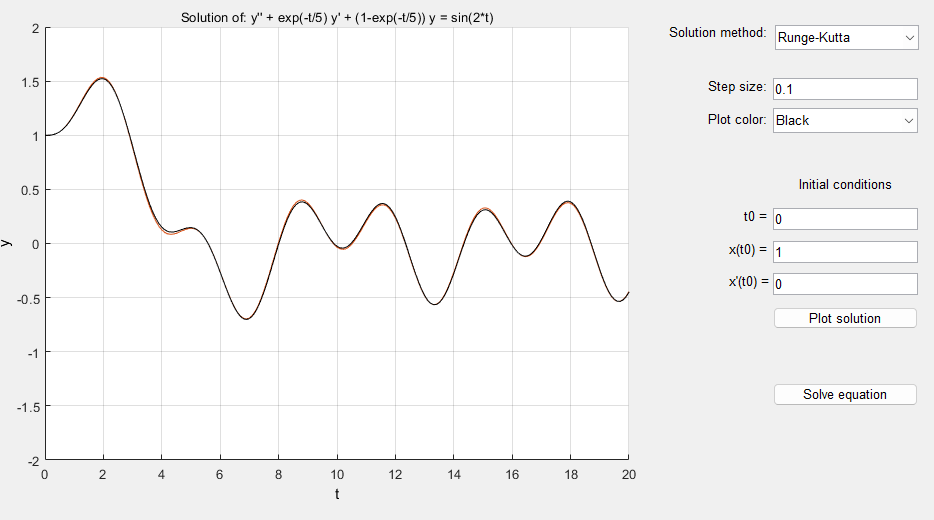 Solution of: y'' + exp(-t/5) y' + (1-exp(-t/5)) y = sin(2*t)
2
1.5
1
0.5
0
-0.5
-1
-1.5
-2
y
0 2 4 6 8 10 12 14 16 18 20
t
Solution method: Runge-Kutta
Step size: 0.1
Plot color: Black
Initial conditions
t0 = 0
x(t0) = 1
x'(t0) = 0
Plot solution
Solve equation